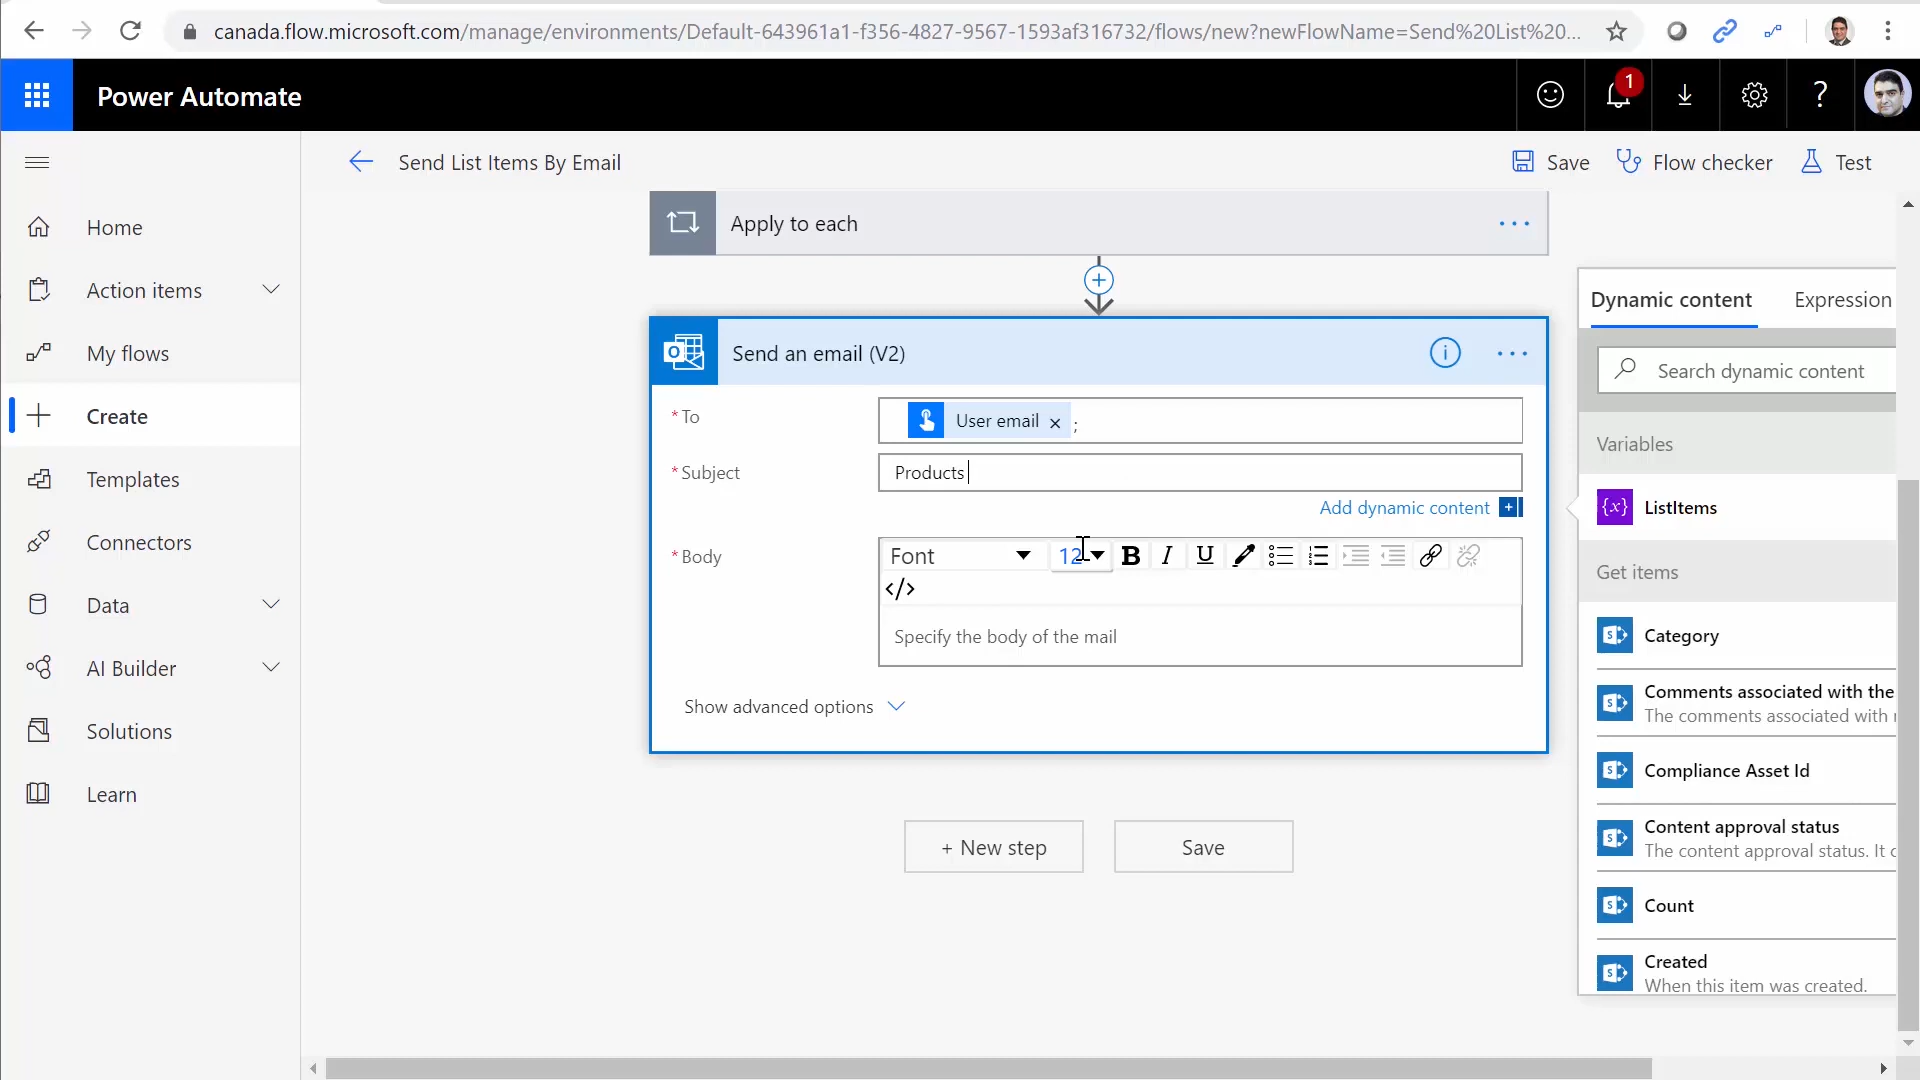 canada.flow.microsoft.com/manage/environments/Default-643961a1-f356-4827-9567-1593af316732/flows/new?newFlowName=Send%20List%20...
Power Automate
1
?
Send List Items By Email
Save
Flow checker
Test
Home
Action items
My flows
Create
Templates
Connectors
Data
AI Builder
Solutions
Learn
Apply to each
Send an email (V2)
* To
User email × ;
* Subject
Products
Add dynamic content
* Body
Font
12
B I U
</>
Specify the body of the mail
Show advanced options
+ New step
Save
Dynamic content
Expression
Search dynamic content
Variables
{x} ListItems
Get items
Category
Comments associated with the
The comments associated with
Compliance Asset Id
Content approval status
The content approval status. It
Count
Created
When this item was created.